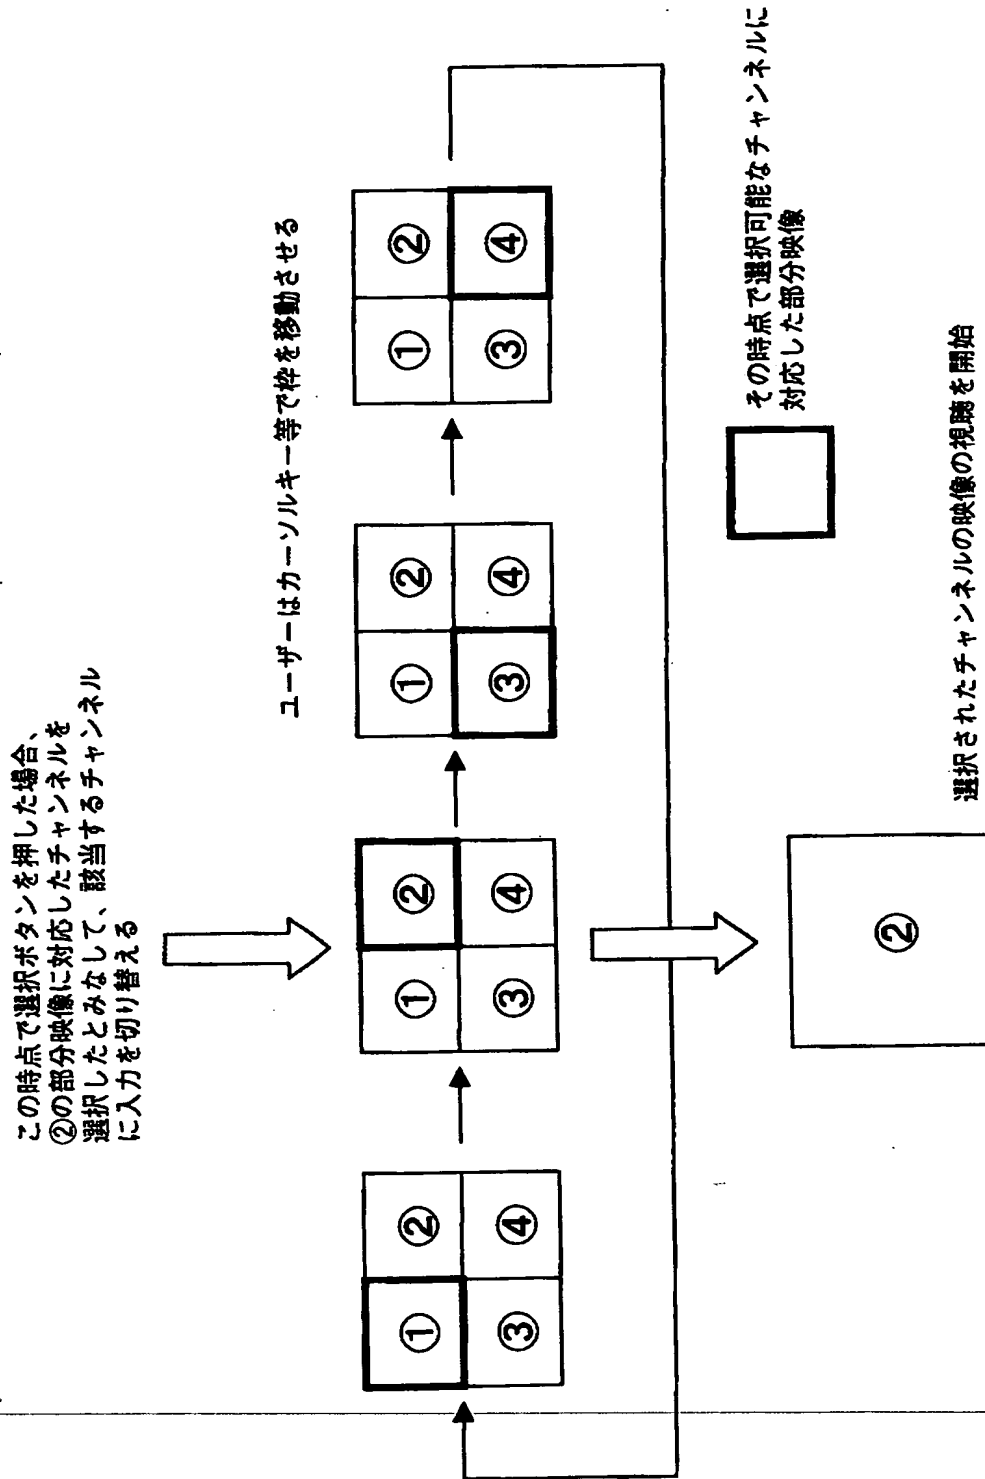 この時点で選択ボタンを押した場合、
②の部分映像に対応したチャンネルを
選択したとみなして、該当するチャンネル
に入力を切り替える
ユーザーはカーソルキー等で枠を移動させる
① ②
③ ④
① ②
③ ④
① ②
③ ④
① ②
③ ④
その時点で選択可能なチャンネルに
対応した部分映像
②
選択されたチャンネルの映像の視聴を開始